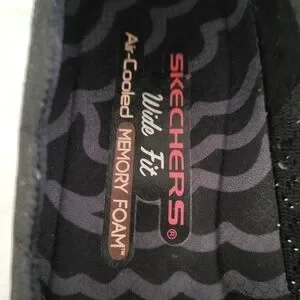 SKECHERS®
Wide Fit
Air-Cooled MEMORY FOAM™